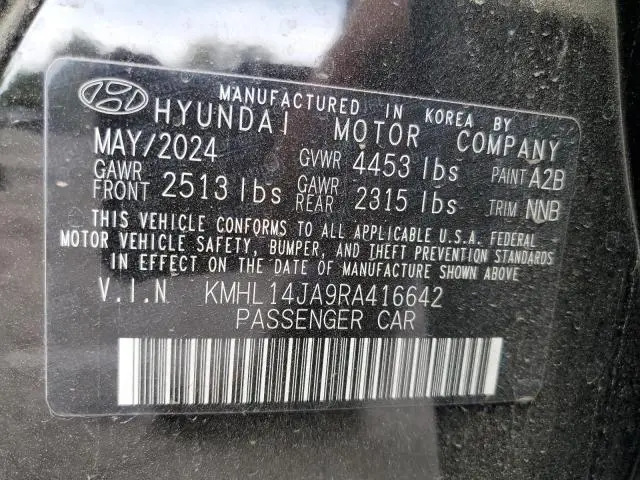 MANUFACTURED IN KOREA BY
HYUNDAI MOTOR COMPANY
MAY/2024 GVWR 4453 lbs PAINT A2B
GAWR FRONT 2513 lbs GAWR REAR 2315 lbs TRIM NNB
THIS VEHICLE CONFORMS TO ALL APPLICABLE U.S.A. FEDERAL
MOTOR VEHICLE SAFETY, BUMPER, AND THEFT PREVENTION STANDARDS
IN EFFECT ON THE DATE OF MANUFACTURE SHOWN ABOVE
V.I.N KMHL14JA9RA416642
PASSENGER CAR